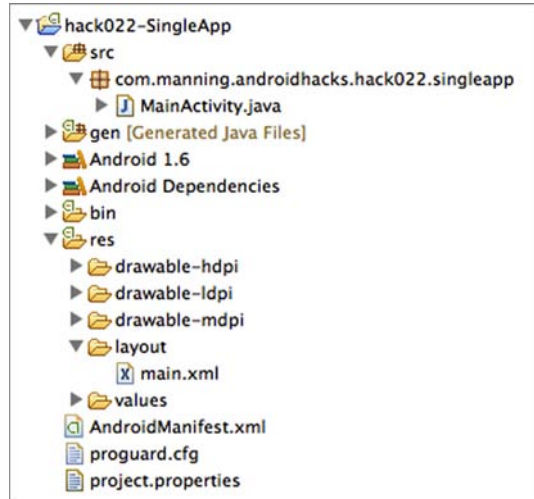 hack022-SingleApp
src
com.manning.androidhacks.hack022.singleapp
MainActivity.java
gen [Generated Java Files]
Android 1.6
Android Dependencies
bin
res
drawable-hdpi
drawable-ldpi
drawable-mdpi
layout
main.xml
values
AndroidManifest.xml
proguard.cfg
project.properties